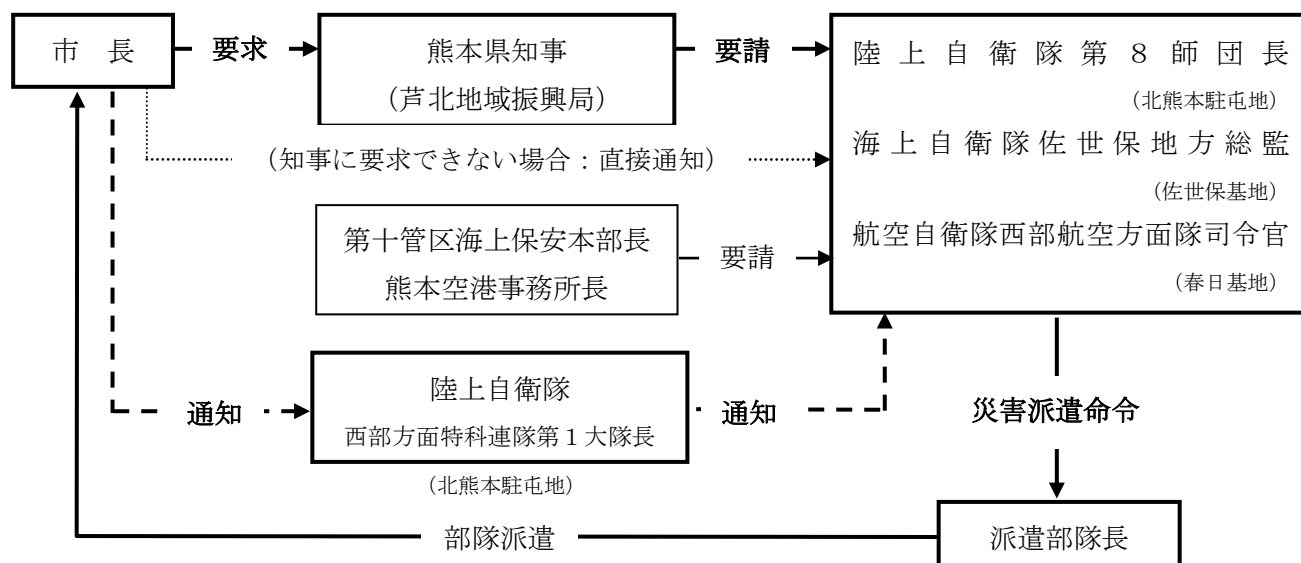 市　長
要求
熊本県知事
（芦北地域振興局）
要請
陸上自衛隊第８師団長
（北熊本駐屯地）
海上自衛隊佐世保地方総監
（佐世保基地）
航空自衛隊西部航空方面隊司令官
（春日基地）
（知事に要求できない場合：直接通知）
第十管区海上保安本部長
熊本空港事務所長
要請
通知
陸上自衛隊
西部方面特科連隊第１大隊長
（北熊本駐屯地）
通知
災害派遣命令
部隊派遣
派遣部隊長